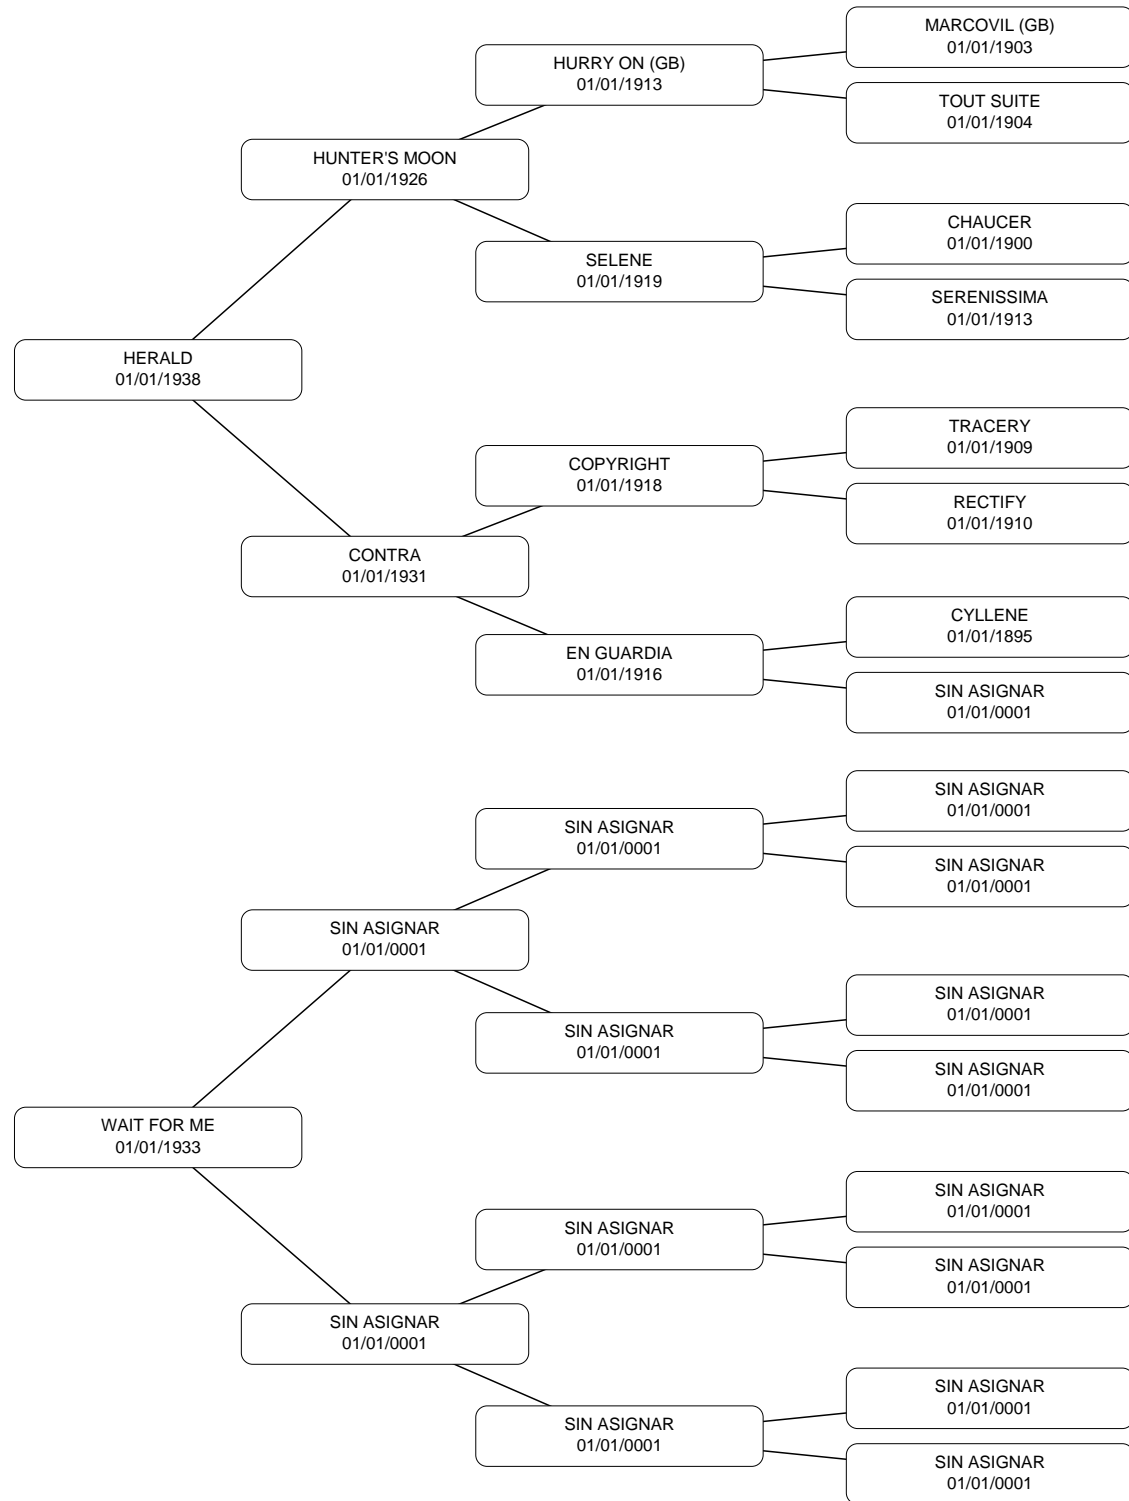 MARCOVIL (GB)
01/01/1903
HURRY ON (GB)
01/01/1913
TOUT SUITE
01/01/1904
HUNTER'S MOON
01/01/1926
CHAUCER
01/01/1900
SELENE
01/01/1919
SERENISSIMA
01/01/1913
HERALD
01/01/1938
TRACERY
01/01/1909
COPYRIGHT
01/01/1918
RECTIFY
01/01/1910
CONTRA
01/01/1931
CYLLENE
01/01/1895
EN GUARDIA
01/01/1916
SIN ASIGNAR
01/01/0001
SIN ASIGNAR
01/01/0001
SIN ASIGNAR
01/01/0001
SIN ASIGNAR
01/01/0001
SIN ASIGNAR
01/01/0001
SIN ASIGNAR
01/01/0001
SIN ASIGNAR
01/01/0001
SIN ASIGNAR
01/01/0001
WAIT FOR ME
01/01/1933
SIN ASIGNAR
01/01/0001
SIN ASIGNAR
01/01/0001
SIN ASIGNAR
01/01/0001
SIN ASIGNAR
01/01/0001
SIN ASIGNAR
01/01/0001
SIN ASIGNAR
01/01/0001
SIN ASIGNAR
01/01/0001